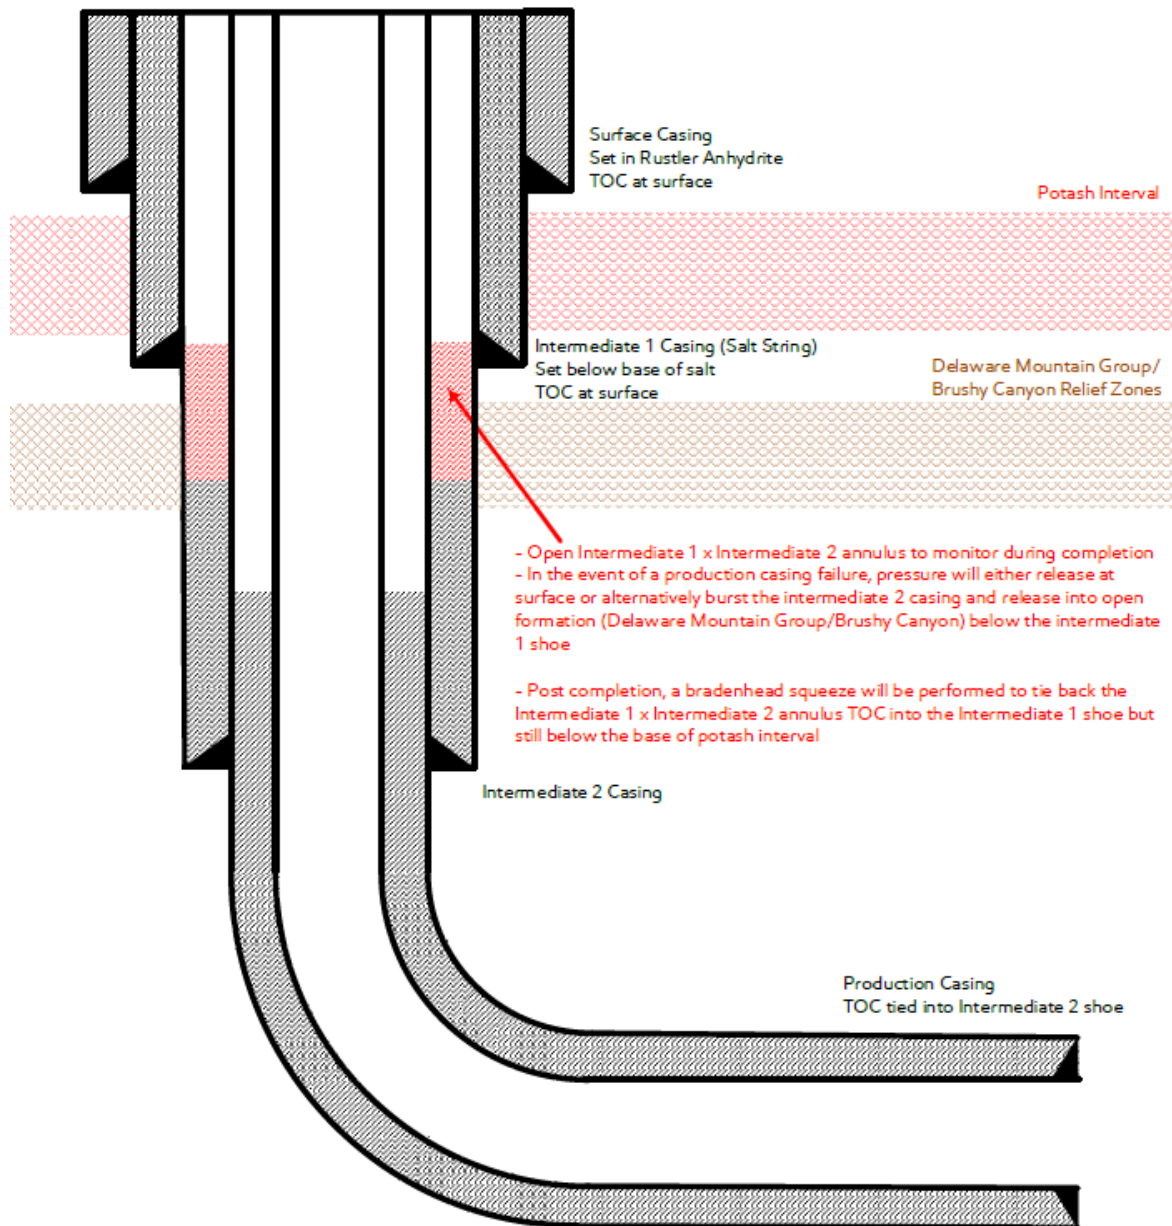 Surface Casing
Set in Rustler Anhydrite
TOC at surface
Potash Interval
Intermediate 1 Casing (Salt String)
Set below base of salt
TOC at surface
Delaware Mountain Group/
Brushy Canyon Relief Zones
- Open Intermediate 1 x Intermediate 2 annulus to monitor during completion
- In the event of a production casing failure, pressure will either release at
surface or alternatively burst the intermediate 2 casing and release into open
formation (Delaware Mountain Group/Brushy Canyon) below the intermediate
1 shoe
- Post completion, a bradenhead squeeze will be performed to tie back the
Intermediate 1 x Intermediate 2 annulus TOC into the Intermediate 1 shoe but
still below the base of potash interval
Intermediate 2 Casing
Production Casing
TOC tied into Intermediate 2 shoe